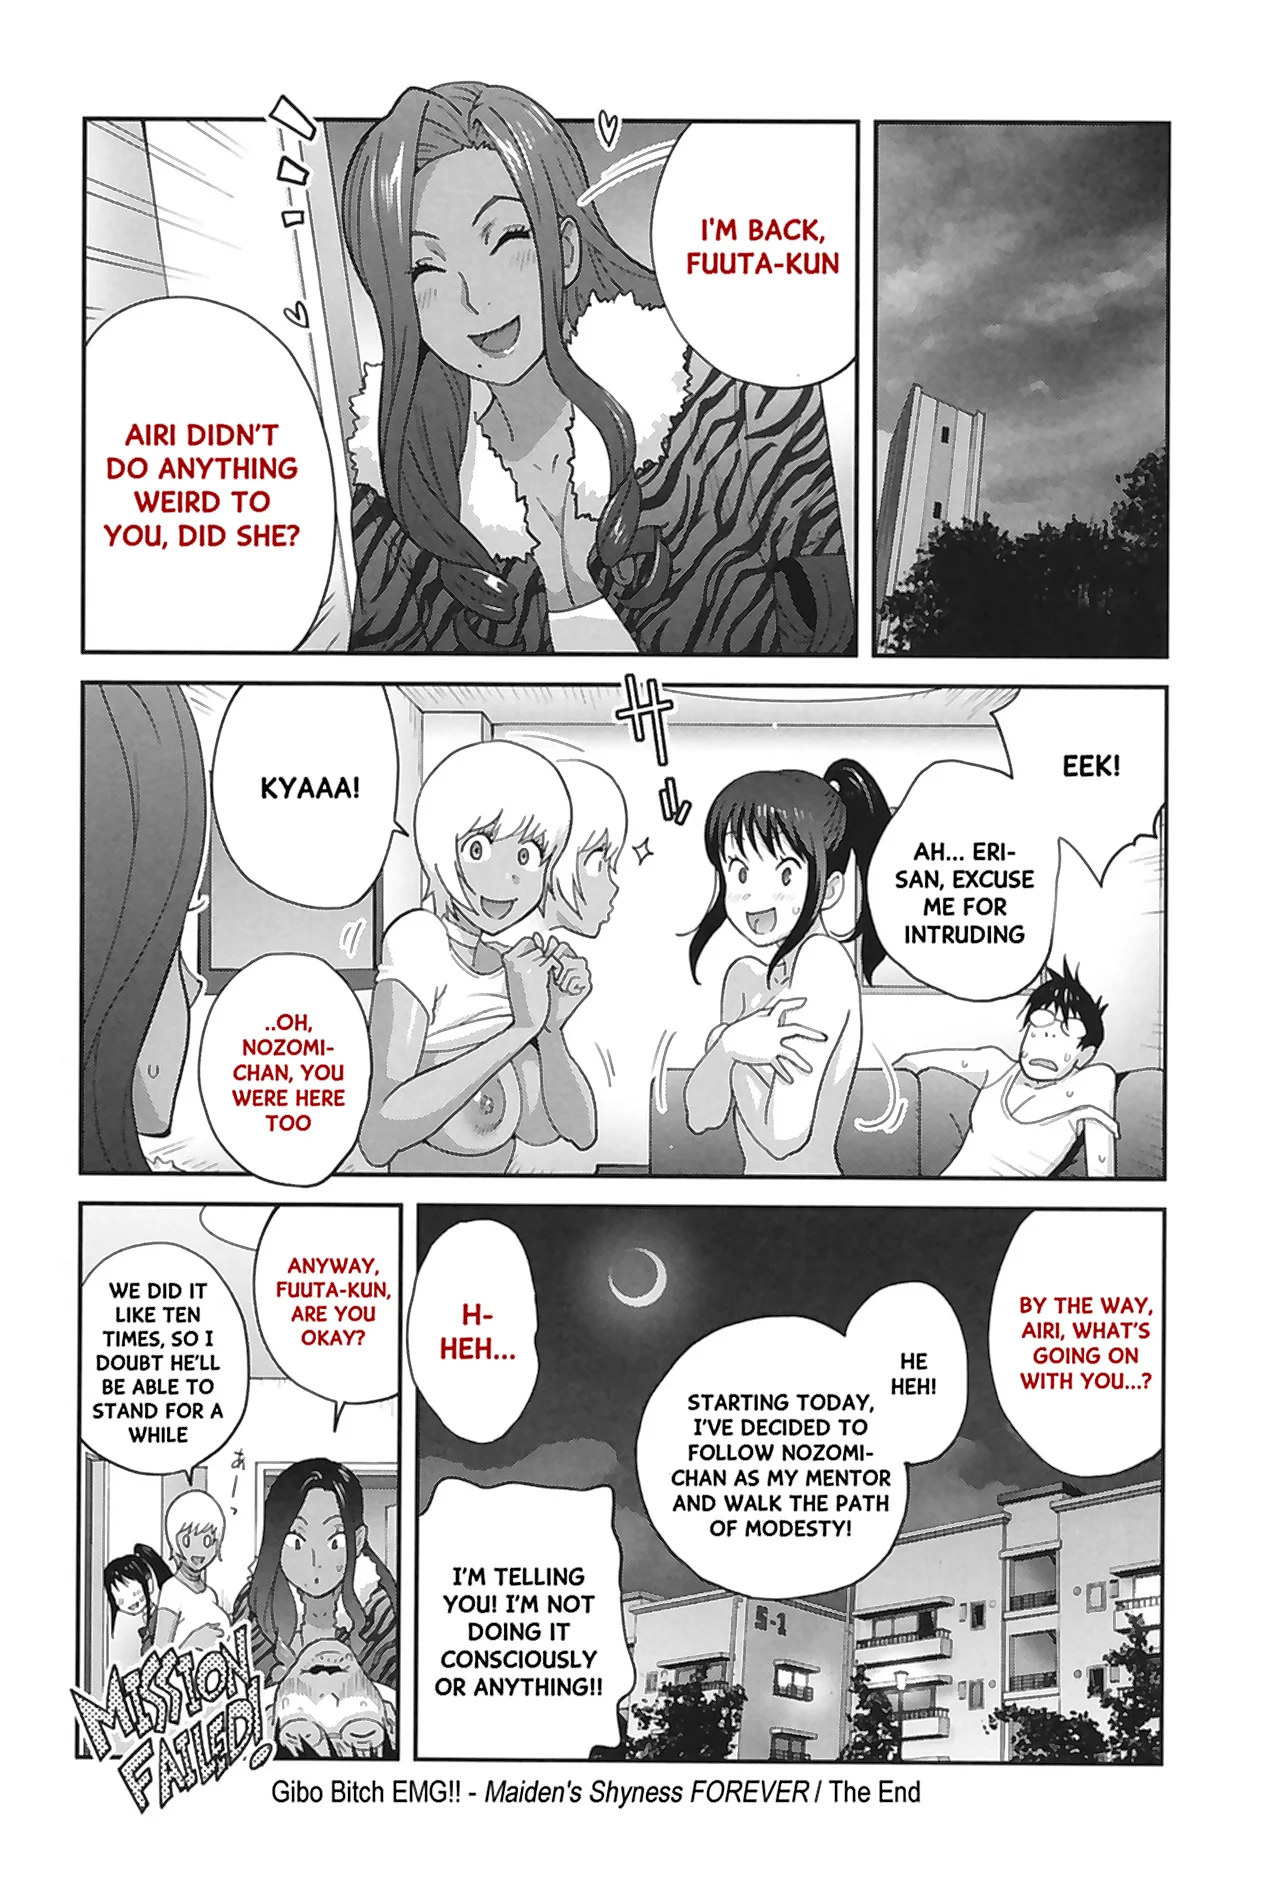 I'M BACK,
FUUTA-KUN
AIRI DIDN'T
DO ANYTHING
WEIRD TO
YOU, DID SHE?
EEK!
AH... ERI-
SAN, EXCUSE
ME FOR
INTRUDING
KYAAA!
..OH,
NOZOMI-
CHAN, YOU
WERE HERE
TOO
ANYWAY,
FUUTA-KUN,
ARE YOU
OKAY?
WE DID IT
LIKE TEN
TIMES, SO I
DOUBT HE'LL
BE ABLE TO
STAND FOR A
WHILE
あーっ
MISSION
FAILED!
BY THE WAY,
AIRI, WHAT'S
GOING ON
WITH YOU...?
HE
HEH!
STARTING TODAY,
I'VE DECIDED TO
FOLLOW NOZOMI-
CHAN AS MY MENTOR
AND WALK THE PATH
OF MODESTY!
H-
HEH...
I'M TELLING
YOU! I'M NOT
DOING IT
CONSCIOUSLY
OR ANYTHING!!
5-1
Gibo Bitch EMG!! - Maiden's Shyness FOREVER / The End